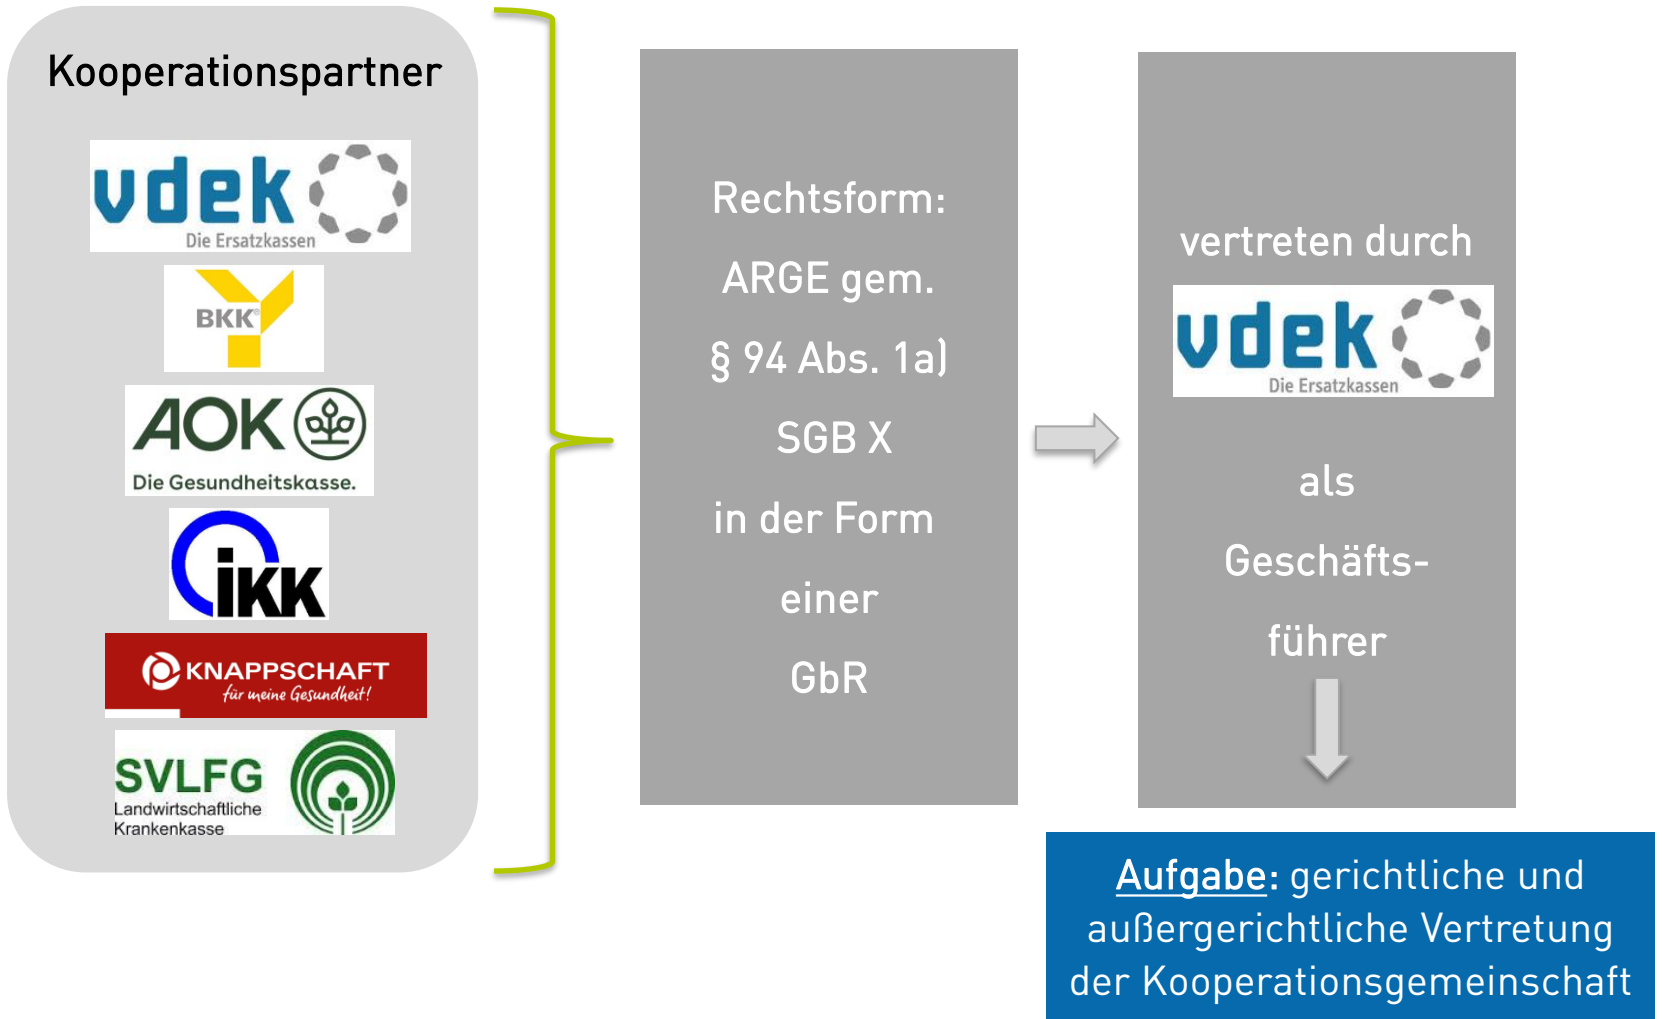 Kooperationspartner
vdek
Die Ersatzkassen
BKK®
AOK
Die Gesundheitskasse.
iKK
KNAPPSCHAFT
für meine Gesundheit!
SVLFG
Landwirtschaftliche
Krankenkasse
Rechtsform:
ARGE gem.
§ 94 Abs. 1a)
SGB X
in der Form
einer
GbR
vertreten durch
vdek
Die Ersatzkassen
als
Geschäfts-
führer
Aufgabe: gerichtliche und
außergerichtliche Vertretung
der Kooperationsgemeinschaft